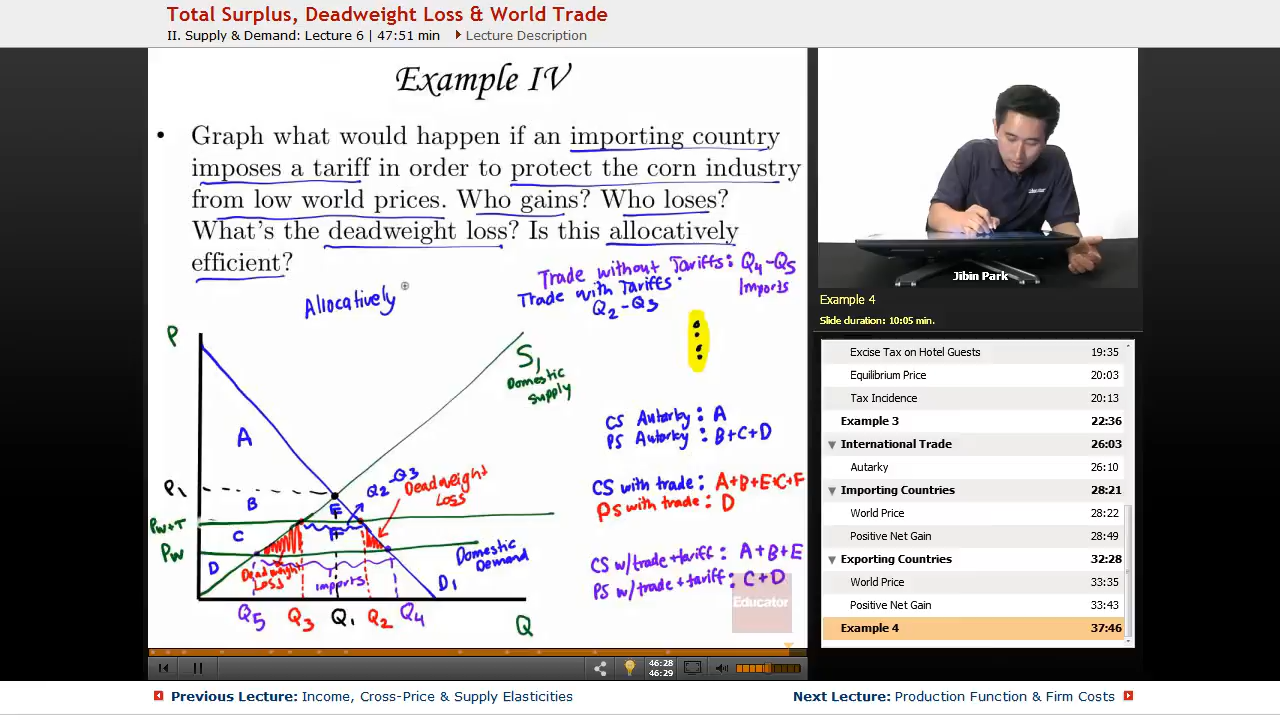 Total Surplus, Deadweight Loss & World Trade
II. Supply & Demand: Lecture 6 | 47:51 min
Lecture Description
Example IV
• Graph what would happen if an importing country
imposes a tariff in order to protect the corn industry
from low world prices. Who gains? Who loses?
What's the deadweight loss? Is this allocatively
efficient?
Trade without Tariffs: Q4-Q5
Imports
Trade with Tariffs:
Q2-Q3
Allocatively
P
S1
Domestic
supply
A
P1
B
Q2-Q3
Deadweight
Loss
E
PW+T
C
F
PW
Domestic
Demand
D
Deadweight
Loss
imports
D1
Q5
Q3
Q1
Q2
Q4
Q
CS Autarky: A
PS Autarky: B+C+D
CS with trade: A+B+E+C+F
PS with trade: D
CS w/trade+tariff: A+B+E
PS w/trade+tariff: C+D
Educator
Jibin Park
Example 4
Slide duration: 10:05 min.
Excise Tax on Hotel Guests 19:35
Equilibrium Price 20:03
Tax Incidence 20:13
Example 3 22:36
International Trade 26:03
Autarky 26:10
Importing Countries 28:21
World Price 28:22
Positive Net Gain 28:49
Exporting Countries 32:28
World Price 33:35
Positive Net Gain 33:43
Example 4 37:46
46:28
46:29
Previous Lecture: Income, Cross-Price & Supply Elasticities
Next Lecture: Production Function & Firm Costs